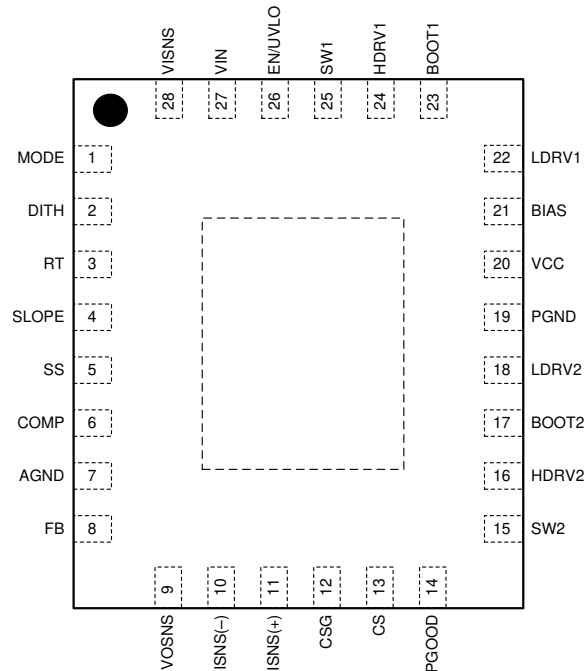 VISNS
VIN
EN/UVLO
SW1
HDRV1
BOOT1
28
27
26
25
24
23
MODE 1
22 LDRV1
DITH 2
21 BIAS
RT 3
20 VCC
SLOPE 4
19 PGND
SS 5
18 LDRV2
COMP 6
17 BOOT2
AGND 7
16 HDRV2
FB 8
15 SW2
9
10
11
12
13
14
VOSNS
ISNS(–)
ISNS(+)
CSG
CS
PGOOD